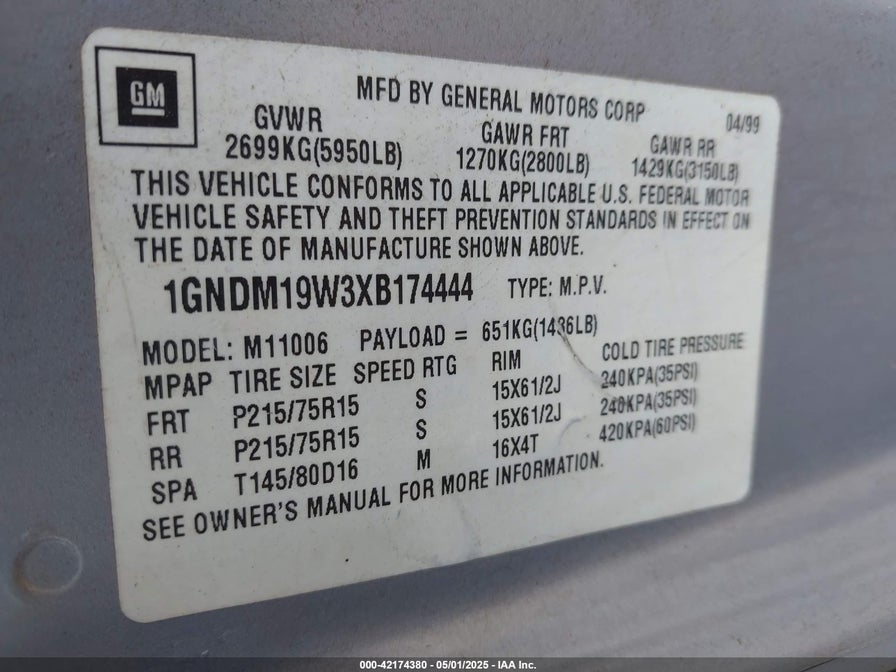 GM
MFD BY GENERAL MOTORS CORP
04/99
GVWR GAWR FRT GAWR RR
2699KG(5950LB) 1270KG(2800LB) 1429KG(3150LB)
THIS VEHICLE CONFORMS TO ALL APPLICABLE U.S. FEDERAL MOTOR
VEHICLE SAFETY AND THEFT PREVENTION STANDARDS IN EFFECT ON
THE DATE OF MANUFACTURE SHOWN ABOVE.
1GNDM19W3XB174444 TYPE: M.P.V.
MODEL: M11006 PAYLOAD = 651KG(1436LB)
MPAP TIRE SIZE SPEED RTG RIM COLD TIRE PRESSURE
FRT P215/75R15 S 15X61/2J 240KPA(35PSI)
RR P215/75R15 S 15X61/2J 240KPA(35PSI)
SPA T145/80D16 M 16X4T 420KPA(60PSI)
SEE OWNER'S MANUAL FOR MORE INFORMATION.
000-42174380 - 05/01/2025 - IAA Inc.